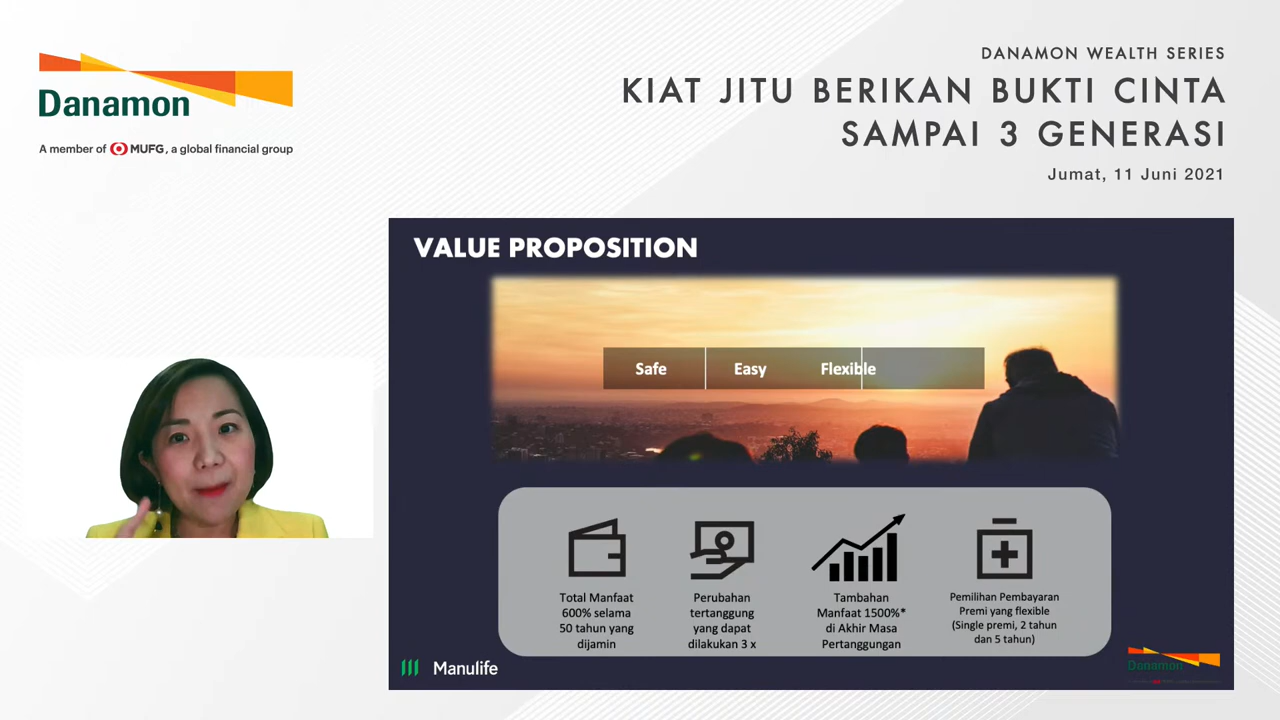 Danamon
A member of MUFG, a global financial group
DANAMON WEALTH SERIES
KIAT JITU BERIKAN BUKTI CINTA
SAMPAI 3 GENERASI
Jumat, 11 Juni 2021
VALUE PROPOSITION
Safe
Easy
Flexible
Total Manfaat
600% selama
50 tahun yang
dijamin
Perubahan
tertanggung
yang dapat
dilakukan 3 x
Tambahan
Manfaat 1500%*
di Akhir Masa
Pertanggungan
Pemilihan Pembayaran
Premi yang flexible
(Single premi, 2 tahun
dan 5 tahun)
Manulife
Danamon